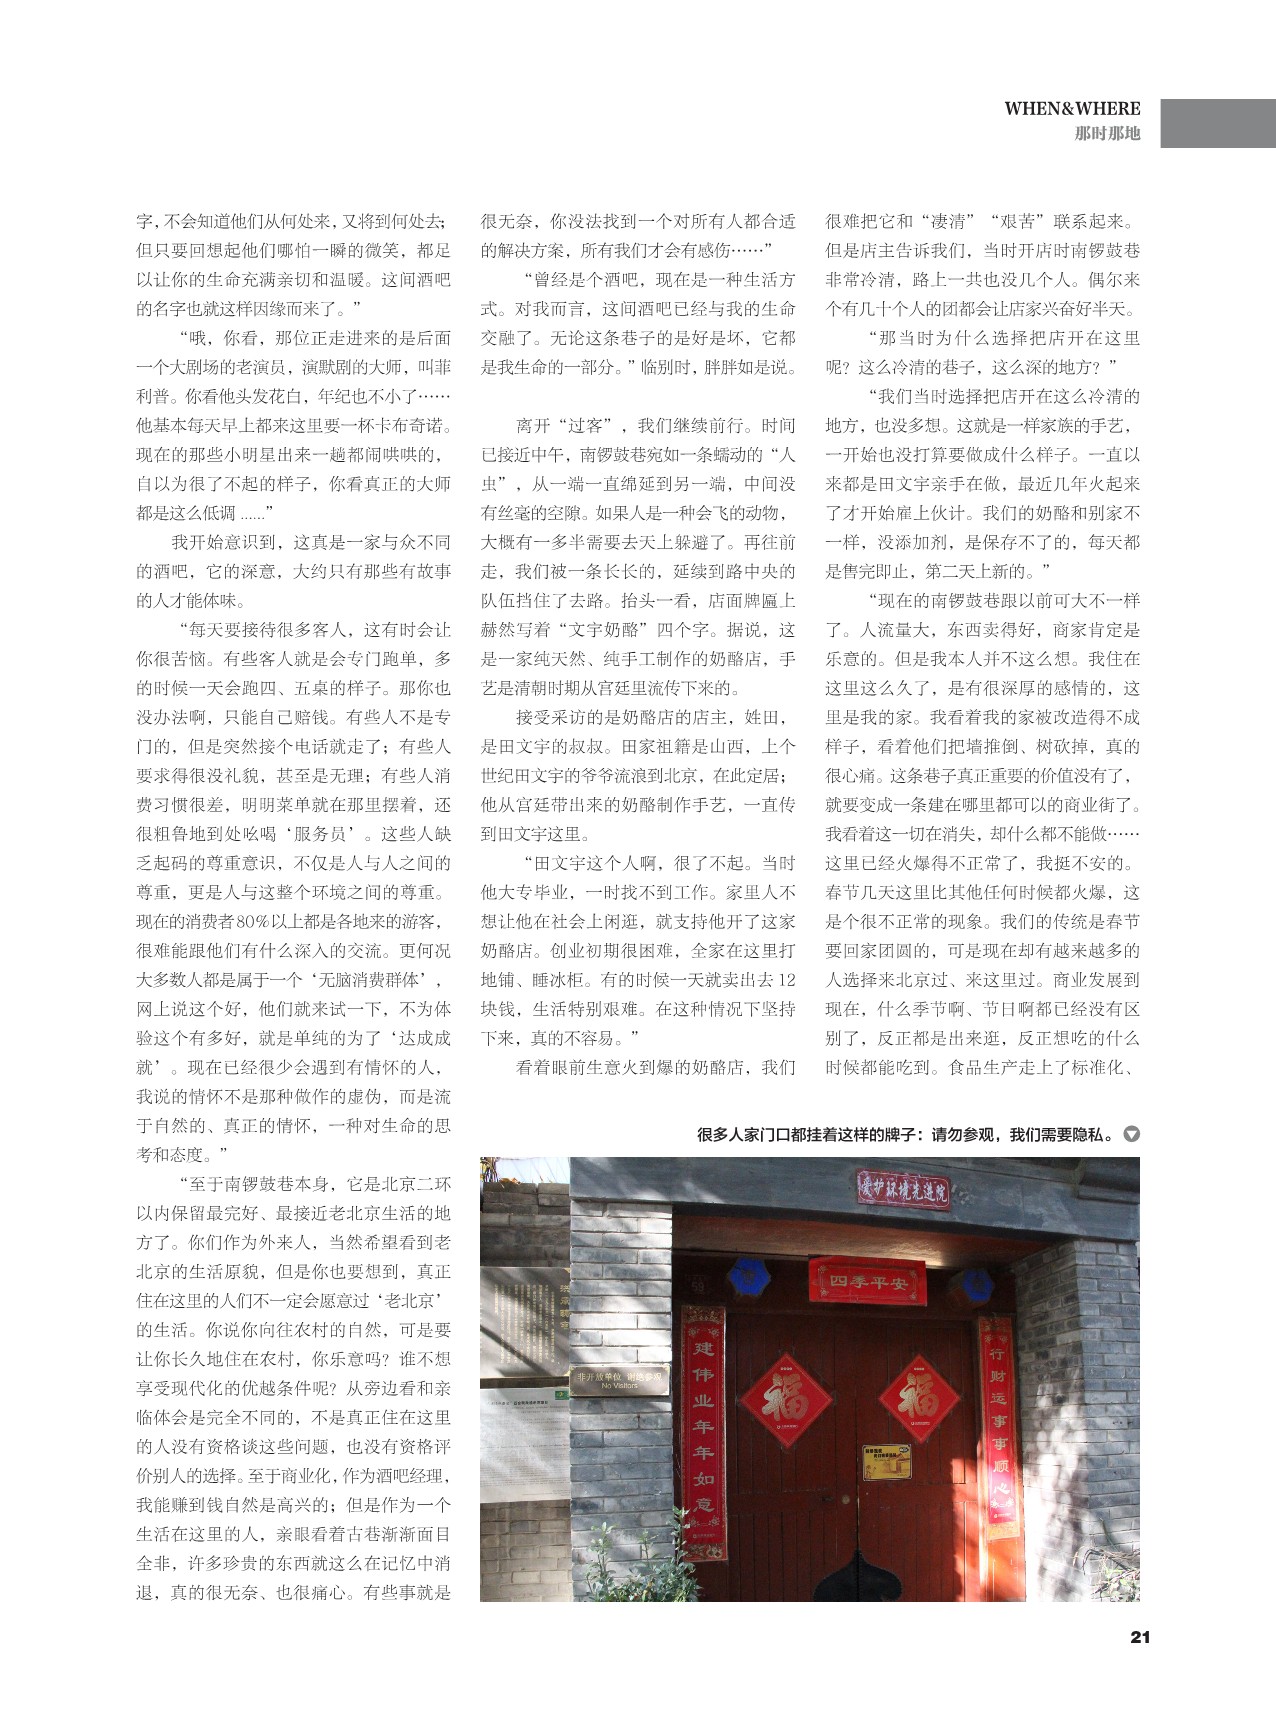 WHEN&WHERE
那时那地
字，不会知道他们从何处来，又将到何处去；
但只要回想起他们哪怕一瞬的微笑，都足
以让你的生命充满亲切和温暖。这间酒吧
的名字也就这样因缘而来了。”
“哦，你看，那位正走进来的是后面
一个大剧场的老演员，演默剧的大师，叫菲
利普。你看他头发花白，年纪也不小了……
他基本每天早上都来这里要一杯卡布奇诺。
现在的那些小明星出来一趟都闹哄哄的，
自以为很了不起的样子，你看真正的大师
都是这么低调 ......”
我开始意识到，这真是一家与众不同
的酒吧，它的深意，大约只有那些有故事
的人才能体味。
“每天要接待很多客人，这有时会让
你很苦恼。有些客人就是会专门跑单，多
的时候一天会跑四、五桌的样子。那你也
没办法啊，只能自己赔钱。有些人不是专
门的，但是突然接个电话就走了；有些人
要求得很没礼貌，甚至是无理；有些人消
费习惯很差，明明菜单就在那里摆着，还
很粗鲁地到处吆喝‘服务员’。这些人缺
乏起码的尊重意识，不仅是人与人之间的
尊重，更是人与这整个环境之间的尊重。
现在的消费者80%以上都是各地来的游客，
很难能跟他们有什么深入的交流。更何况
大多数人都是属于一个‘无脑消费群体’，
网上说这个好，他们就来试一下，不为体
验这个有多好，就是单纯的为了‘达成成
就’。现在已经很少会遇到有情怀的人，
我说的情怀不是那种做作的虚伪，而是流
于自然的、真正的情怀，一种对生命的思
考和态度。”
“至于南锣鼓巷本身，它是北京二环
以内保留最完好、最接近老北京生活的地
方了。你们作为外来人，当然希望看到老
北京的生活原貌，但是你也要想到，真正
住在这里的人们不一定会愿意过‘老北京’
的生活。你说你向往农村的自然，可是要
让你长久地住在农村，你乐意吗？谁不想
享受现代化的优越条件呢？从旁边看和亲
临体会是完全不同的，不是真正住在这里
的人没有资格谈这些问题，也没有资格评
价别人的选择。至于商业化，作为酒吧经理，
我能赚到钱自然是高兴的；但是作为一个
生活在这里的人，亲眼看着古巷渐渐面目
全非，许多珍贵的东西就这么在记忆中消
退，真的很无奈、也很痛心。有些事就是
很无奈，你没法找到一个对所有人都合适
的解决方案，所有我们才会有感伤……”
“曾经是个酒吧，现在是一种生活方
式。对我而言，这间酒吧已经与我的生命
交融了。无论这条巷子的是好是坏，它都
是我生命的一部分。”临别时，胖胖如是说。
离开“过客”，我们继续前行。时间
已接近中午，南锣鼓巷宛如一条蠕动的“人
虫”，从一端一直绵延到另一端，中间没
有丝毫的空隙。如果人是一种会飞的动物，
大概有一多半需要去天上躲避了。再往前
走，我们被一条长长的，延续到路中央的
队伍挡住了去路。抬头一看，店面牌匾上
赫然写着“文宇奶酪”四个字。据说，这
是一家纯天然、纯手工制作的奶酪店，手
艺是清朝时期从宫廷里流传下来的。
接受采访的是奶酪店的店主，姓田，
是田文宇的叔叔。田家祖籍是山西，上个
世纪田文宇的爷爷流浪到北京，在此定居；
他从宫廷带出来的奶酪制作手艺，一直传
到田文宇这里。
“田文宇这个人啊，很了不起。当时
他大专毕业，一时找不到工作。家里人不
想让他在社会上闲逛，就支持他开了这家
奶酪店。创业初期很困难，全家在这里打
地铺、睡冰柜。有的时候一天就卖出去 12
块钱，生活特别艰难。在这种情况下坚持
下来，真的不容易。”
看着眼前生意火到爆的奶酪店，我们
很难把它和“凄清”“艰苦”联系起来。
但是店主告诉我们，当时开店时南锣鼓巷
非常冷清，路上一共也没几个人。偶尔来
个有几十个人的团都会让店家兴奋好半天。
“那当时为什么选择把店开在这里
呢？这么冷清的巷子，这么深的地方？”
“我们当时选择把店开在这么冷清的
地方，也没多想。这就是一样家族的手艺，
一开始也没打算要做成什么样子。一直以
来都是田文宇亲手在做，最近几年火起来
了才开始雇上伙计。我们的奶酪和别家不
一样，没添加剂，是保存不了的，每天都
是售完即止，第二天上新的。”
“现在的南锣鼓巷跟以前可大不一样
了。人流量大，东西卖得好，商家肯定是
乐意的。但是我本人并不这么想。我住在
这里这么久了，是有很深厚的感情的，这
里是我的家。我看着我的家被改造得不成
样子，看着他们把墙推倒、树砍掉，真的
很心痛。这条巷子真正重要的价值没有了，
就要变成一条建在哪里都可以的商业街了。
我看着这一切在消失，却什么都不能做……
这里已经火爆得不正常了，我挺不安的。
春节几天这里比其他任何时候都火爆，这
是个很不正常的现象。我们的传统是春节
要回家团圆的，可是现在却有越来越多的
人选择来北京过、来这里过。商业发展到
现在，什么季节啊、节日啊都已经没有区
别了，反正都是出来逛，反正想吃的什么
时候都能吃到。食品生产走上了标准化、
很多人家门口都挂着这样的牌子：请勿参观，我们需要隐私。
爱护环境先进院
四季平安
建伟业年年如意
行财运事事顺心
福
福
非开放单位 谢绝参观
No Visitors
21